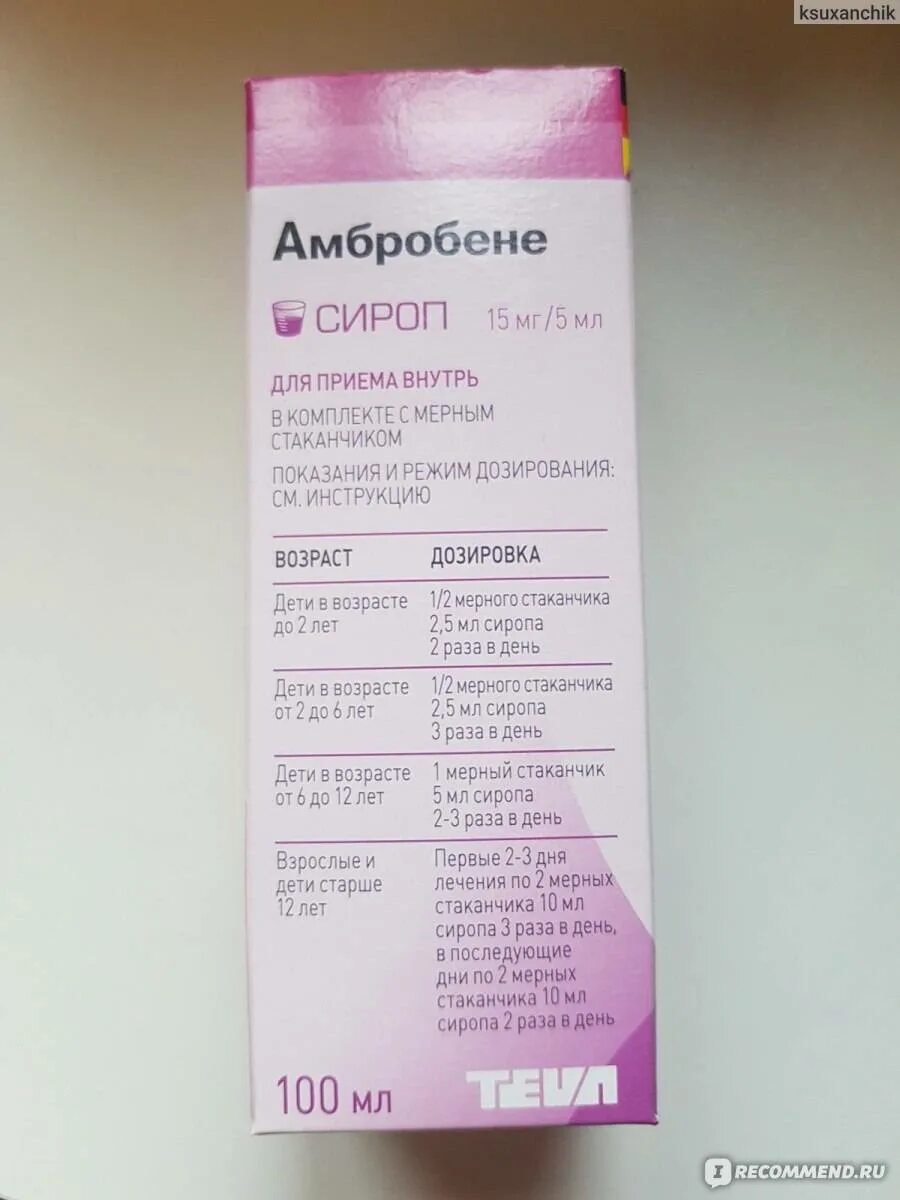 ksuxanchik
Амбробене
СИРОП 15 мг/5 мл
ДЛЯ ПРИЕМА ВНУТРЬ
В КОМПЛЕКТЕ С МЕРНЫМ
СТАКАНЧИКОМ
ПОКАЗАНИЯ И РЕЖИМ ДОЗИРОВАНИЯ:
СМ. ИНСТРУКЦИЮ
ВОЗРАСТ ДОЗИРОВКА
Дети в возрасте 1/2 мерного стаканчика
до 2 лет 2,5 мл сиропа
2 раза в день
Дети в возрасте 1/2 мерного стаканчика
от 2 до 6 лет 2,5 мл сиропа
3 раза в день
Дети в возрасте 1 мерный стаканчик
от 6 до 12 лет 5 мл сиропа
2-3 раза в день
Взрослые и Первые 2-3 дня
дети старше лечения по 2 мерных
12 лет стаканчика 10 мл
сиропа 3 раза в день,
в последующие
дни по 2 мерных
стаканчика 10 мл
сиропа 2 раза в день
100 мл TEVA
I RECOMMEND.RU